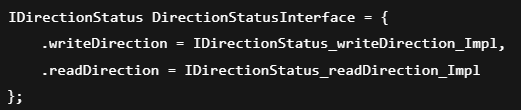 IDirectionStatus DirectionStatusInterface = {
    .writeDirection = IDirectionStatus_writeDirection_Impl,
    .readDirection = IDirectionStatus_readDirection_Impl
};